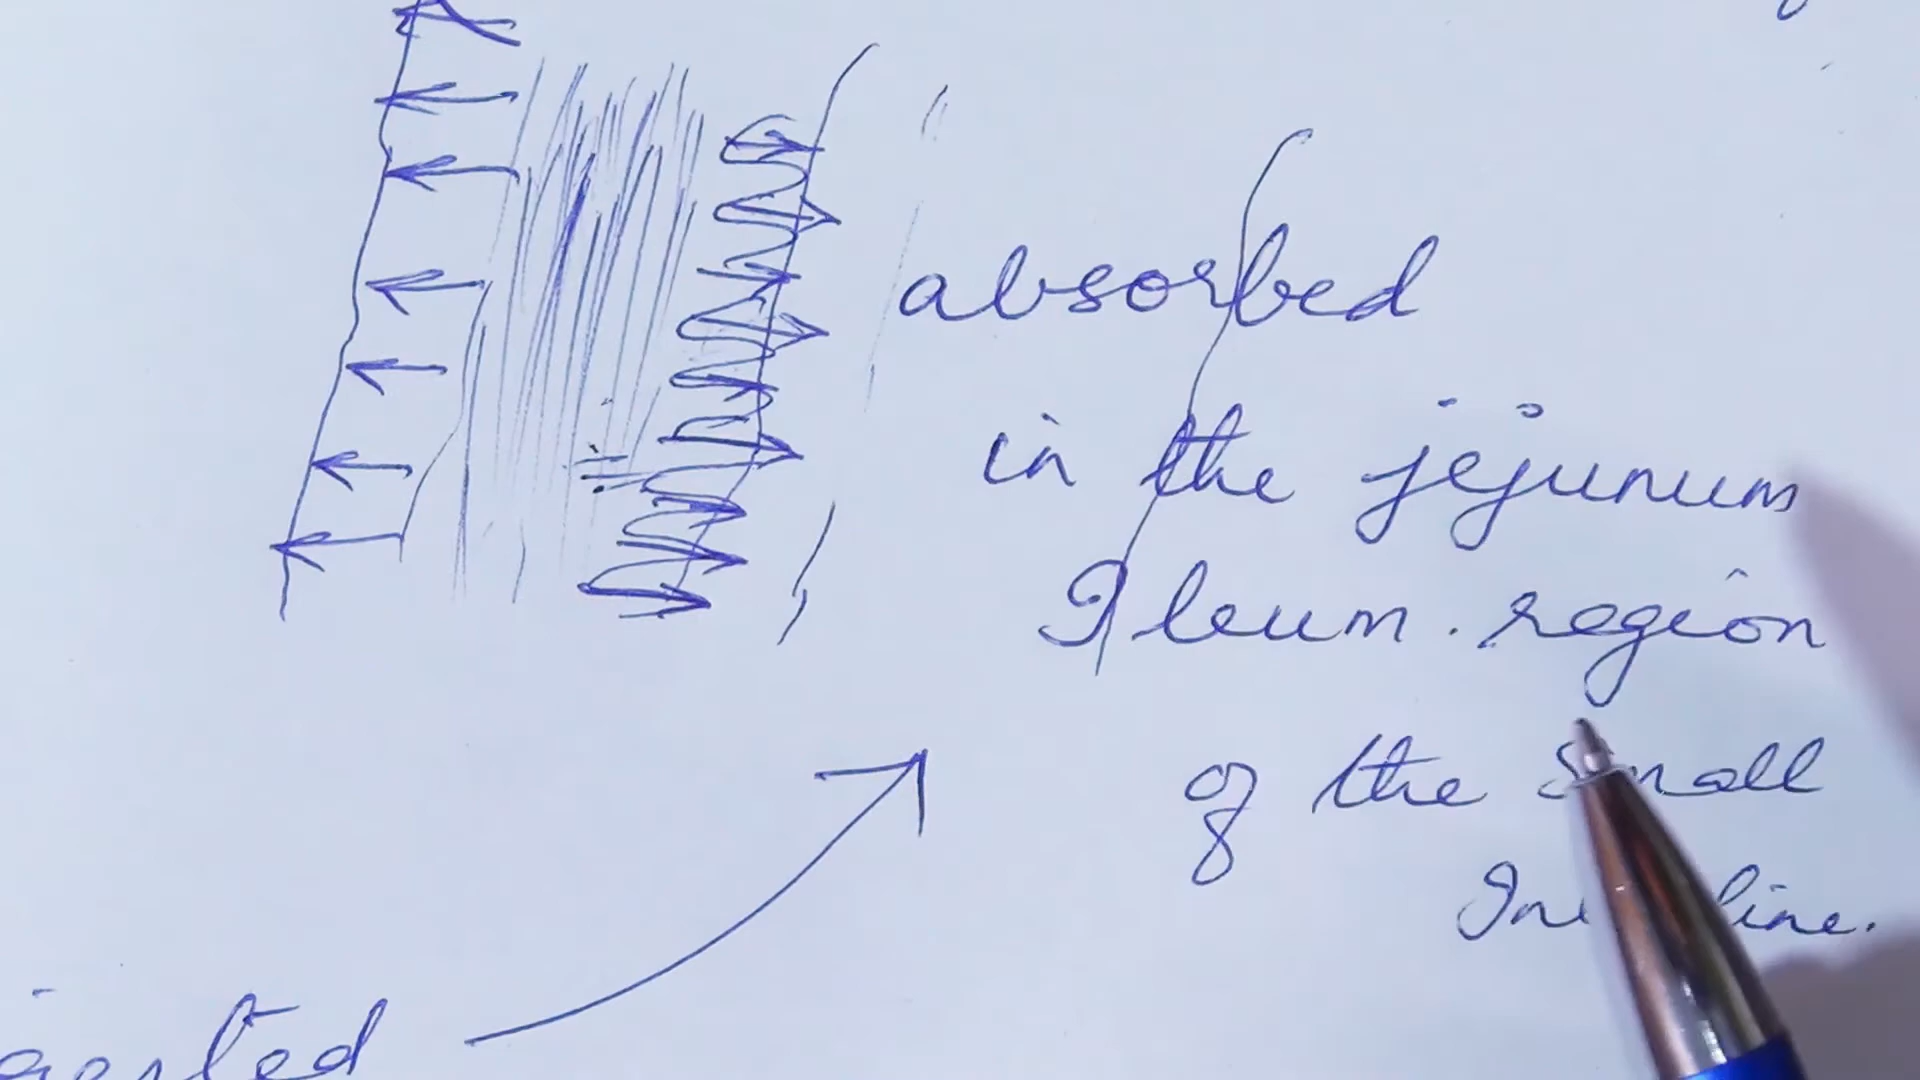 absorbed
in the jejunum
Ileum. region
of the small